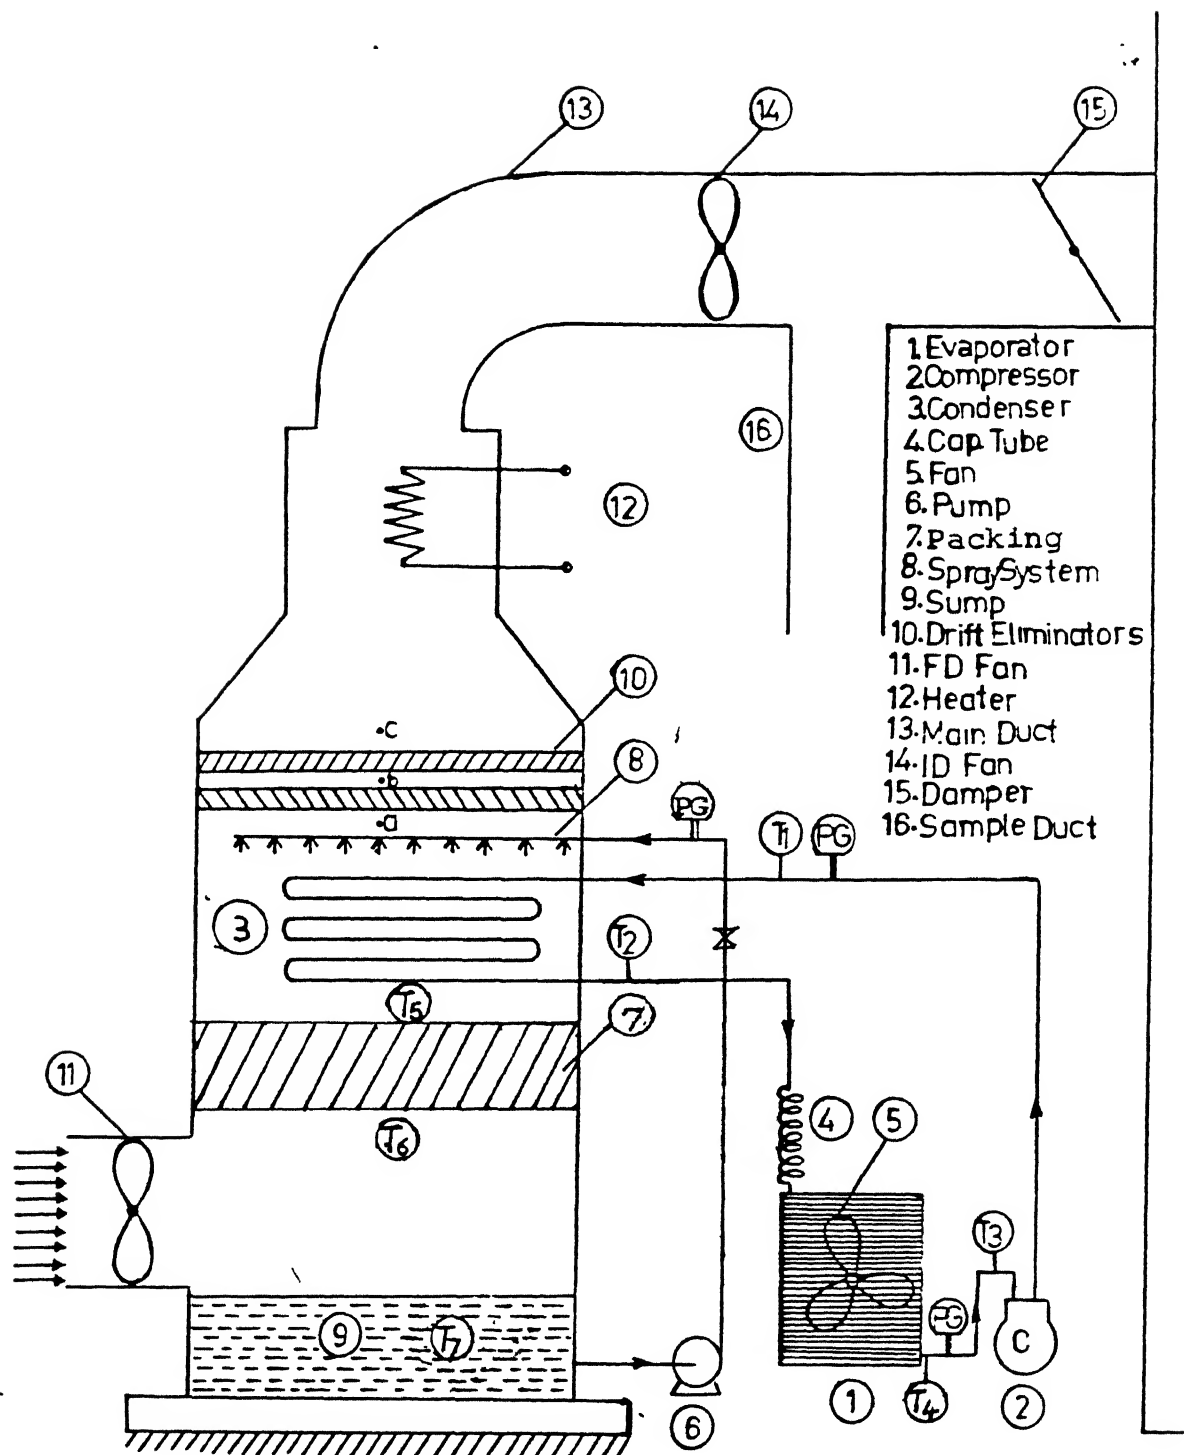 13
14
15
1.Evaporator
2.Compressor
3.Condenser
4.Cap. Tube
5.Fan
6.Pump
7.Packing
8.Spray System
9.Sump
10.Drift Eliminators
11.FD Fan
12.Heater
13.Main Duct
14.ID Fan
15.Damper
16.Sample Duct
16
12
10
•c
•b
8
•a
PG
T1
PG
3
T2
T5
7
11
4
5
T6
T3
9
T7
PG
C
6
1
T4
2